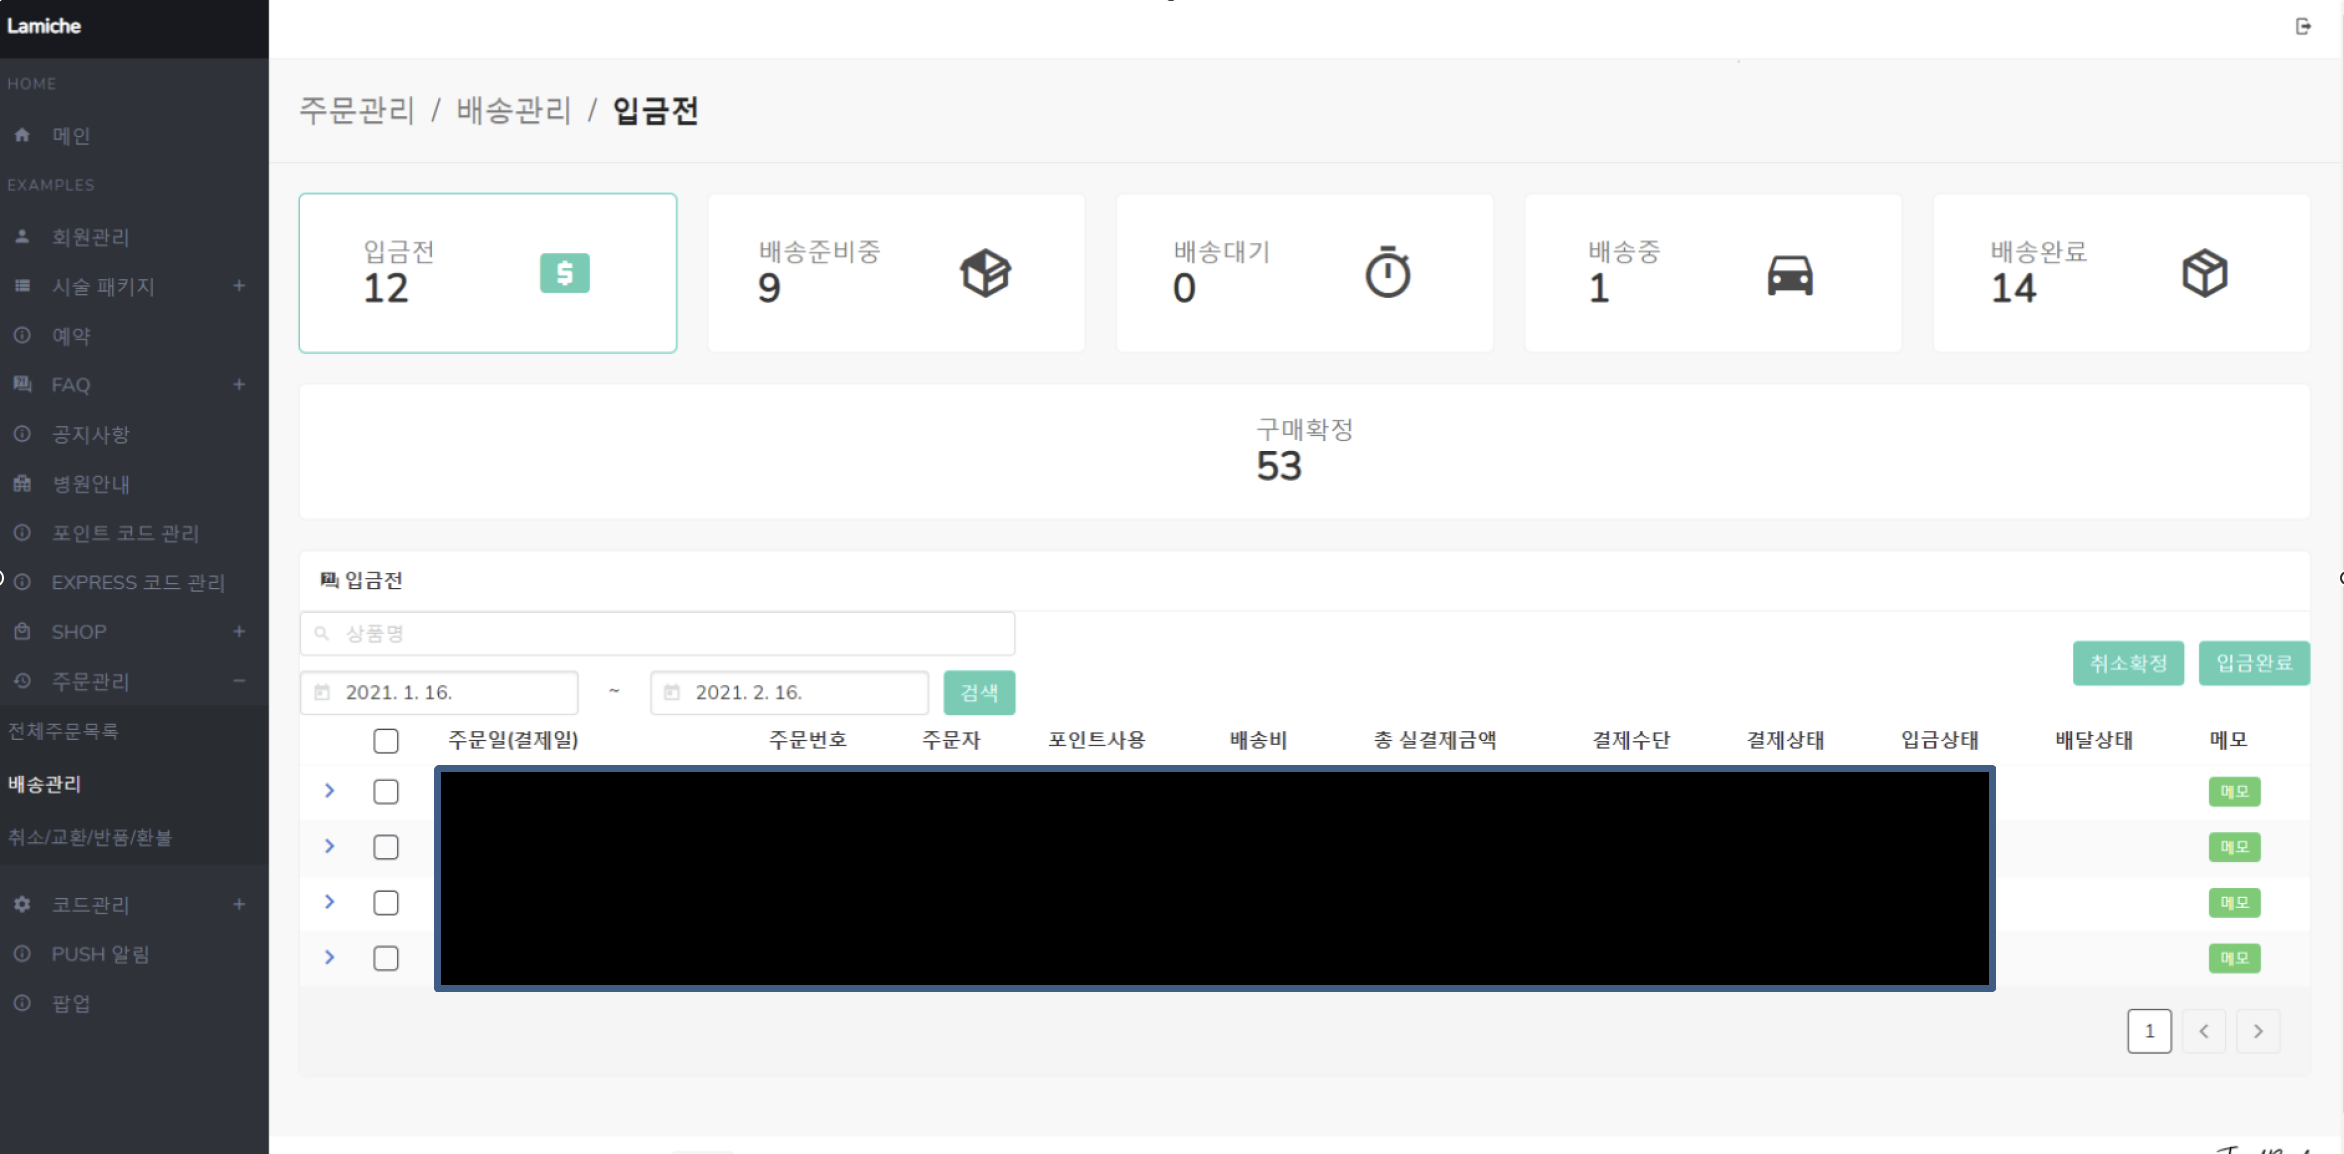 Lamiche
HOME
메인
EXAMPLES
회원관리
시술 패키지 +
예약
FAQ +
공지사항
병원안내
포인트 코드 관리
EXPRESS 코드 관리
SHOP +
주문관리 −
전체주문목록
배송관리
취소/교환/반품/환불
코드관리 +
PUSH 알림
팝업
주문관리 / 배송관리 / 입금전
입금전
12
배송준비중
9
배송대기
0
배송중
1
배송완료
14
구매확정
53
입금전
상품명
취소확정 입금완료
2021. 1. 16. ~ 2021. 2. 16. 검색
주문일(결제일) 주문번호 주문자 포인트사용 배송비 총 실결제금액 결제수단 결제상태 입금상태 배달상태 메모
메모
메모
메모
메모
1 < >